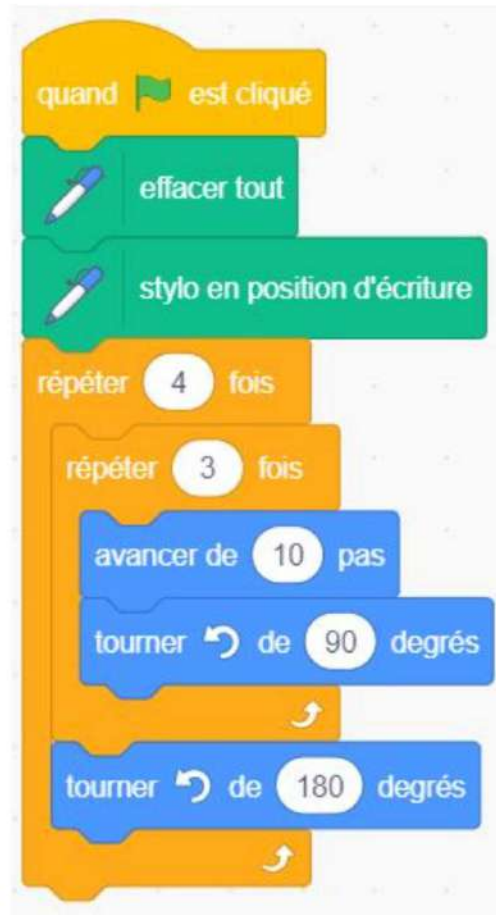 quand est cliqué
effacer tout
stylo en position d'écriture
répéter 4 fois
répéter 3 fois
avancer de 10 pas
tourner de 90 degrés
tourner de 180 degrés